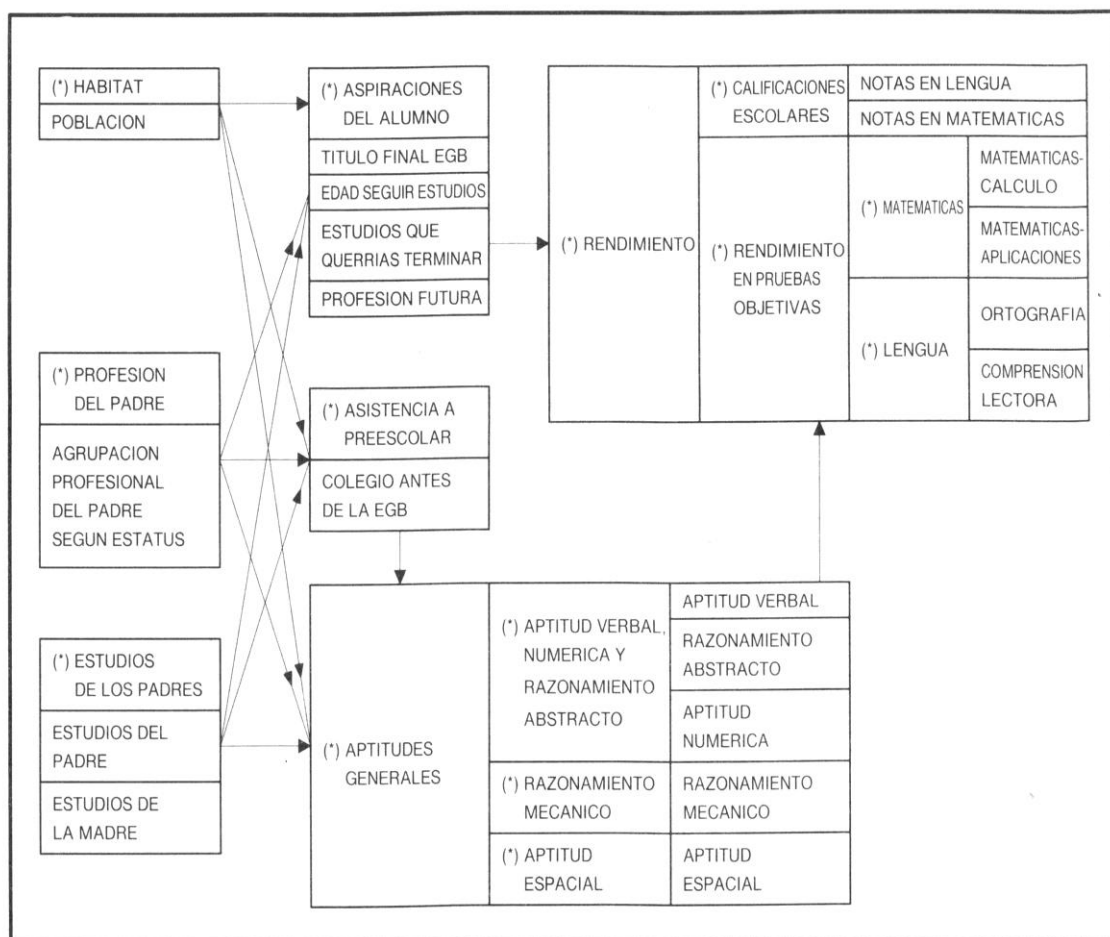 (*) HABITAT
POBLACION
(*) PROFESION
DEL PADRE
AGRUPACION
PROFESIONAL
DEL PADRE
SEGUN ESTATUS
(*) ESTUDIOS
DE LOS PADRES
ESTUDIOS DEL
PADRE
ESTUDIOS DE
LA MADRE
(*) ASPIRACIONES
DEL ALUMNO
TITULO FINAL EGB
EDAD SEGUIR ESTUDIOS
ESTUDIOS QUE
QUERRIAS TERMINAR
PROFESION FUTURA
(*) ASISTENCIA A
PREESCOLAR
COLEGIO ANTES
DE LA EGB
(*) APTITUDES
GENERALES
(*) APTITUD VERBAL,
NUMERICA Y
RAZONAMIENTO
ABSTRACTO
APTITUD VERBAL
RAZONAMIENTO
ABSTRACTO
APTITUD
NUMERICA
(*) RAZONAMIENTO
MECANICO
RAZONAMIENTO
MECANICO
(*) APTITUD
ESPACIAL
APTITUD
ESPACIAL
(*) RENDIMIENTO
(*) CALIFICACIONES
ESCOLARES
NOTAS EN LENGUA
NOTAS EN MATEMATICAS
(*) RENDIMIENTO
EN PRUEBAS
OBJETIVAS
(*) MATEMATICAS
MATEMATICAS-
CALCULO
MATEMATICAS-
APLICACIONES
(*) LENGUA
ORTOGRAFIA
COMPRENSION
LECTORA